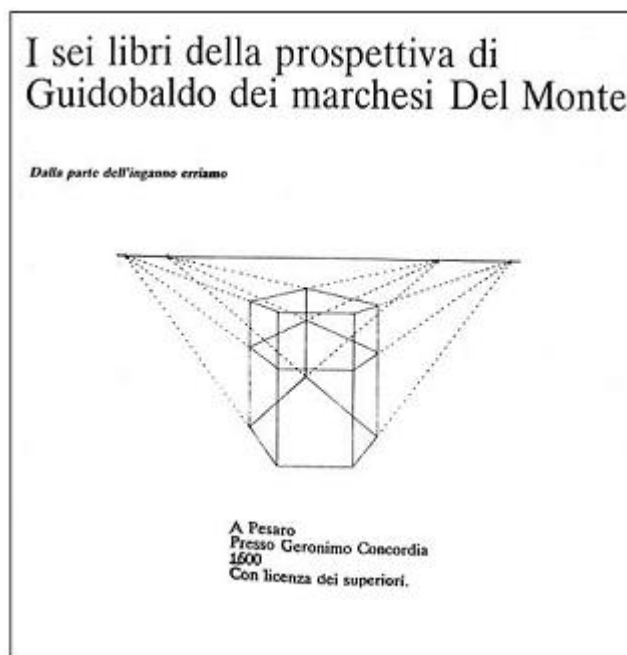 I sei libri della prospettiva di
Guidobaldo dei marchesi Del Monte
Dalla parte dell'inganno erriamo
A Pesaro
Presso Geronimo Concordia
1600
Con licenza dei superiori.